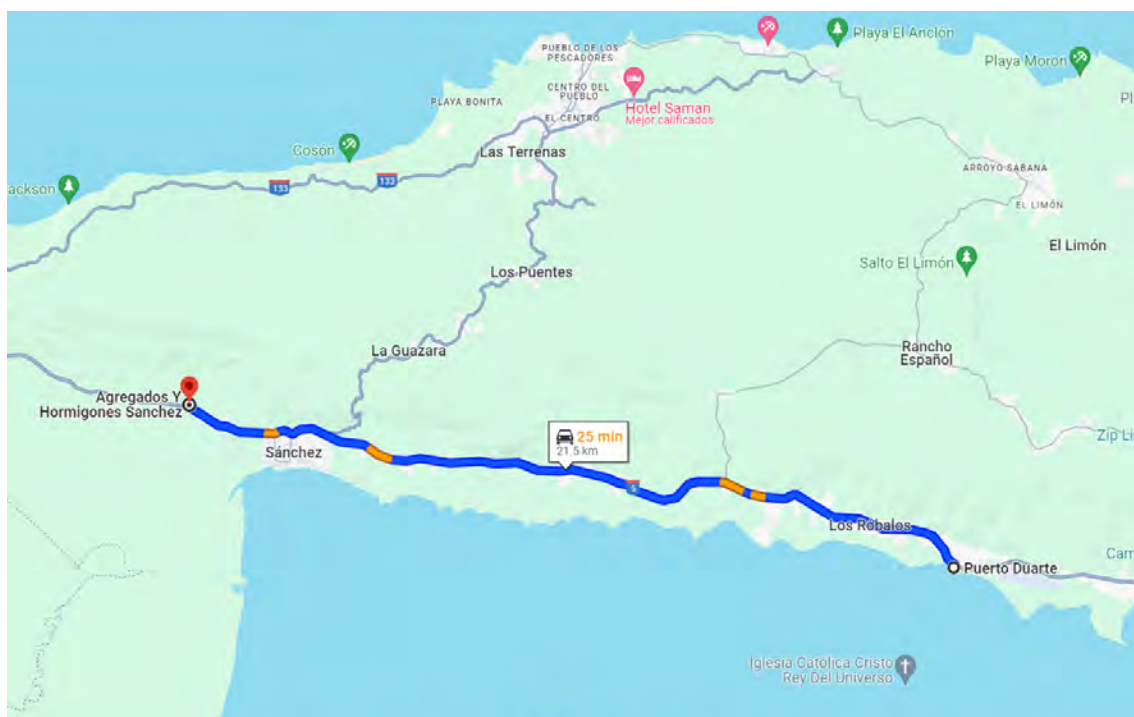 Playa El Anclón
PUEBLO DE LOS
PESCADORES
Playa Moron
CENTRO DEL
PUEBLO
Hotel Saman
Mejor calificados
PLAYA BONITA
EL CENTRO
Cosón
Las Terrenas
ARROYO SABANA
133
133
ackson
EL LIMÓN
El Limón
Salto El Limón
Los Puentes
La Guazara
Rancho
Español
Agregados Y
Hormigones Sanchez
Zip Li
25 min
21.5 km
Sánchez
5
Los Robalos
Cam
Puerto Duarte
Iglesia Católica Cristo
Rey Del Universo